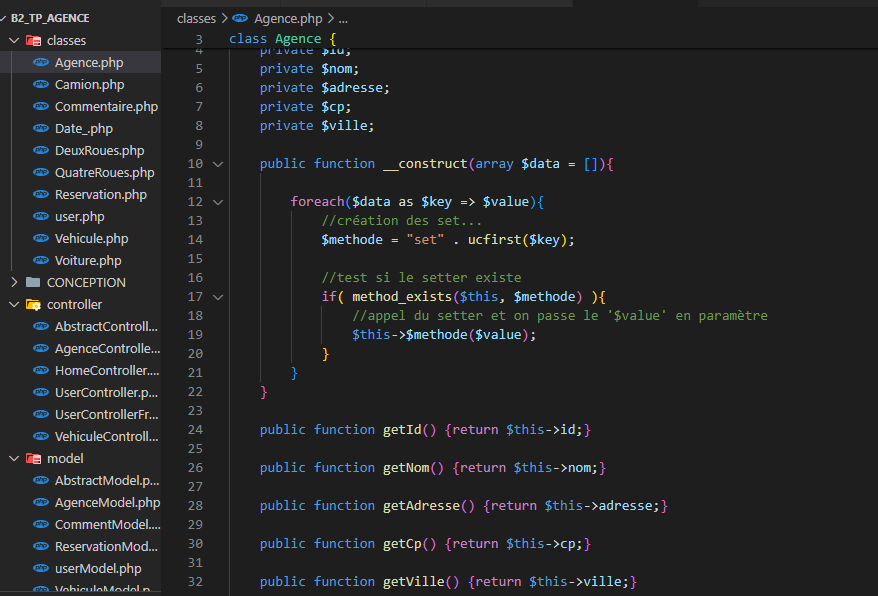 B2_TP_AGENCE
classes
Agence.php
Camion.php
Commentaire.php
Date_.php
DeuxRoues.php
QuatreRoues.php
Reservation.php
user.php
Vehicule.php
Voiture.php
CONCEPTION
controller
AbstractControll...
AgenceControlle...
HomeController....
UserController.p...
UserControllerFr...
VehiculeControll...
model
AbstractModel.p...
AgenceModel.php
CommentModel....
ReservationMod...
userModel.php
VehiculeModel.p...
classes > Agence.php > ...
3 class Agence {
4 private $id;
5 private $nom;
6 private $adresse;
7 private $cp;
8 private $ville;
9
10 public function __construct(array $data = []){
11
12 foreach($data as $key => $value){
13 //création des set...
14 $methode = "set" . ucfirst($key);
15
16 //test si le setter existe
17 if( method_exists($this, $methode) ){
18 //appel du setter et on passe le '$value' en paramètre
19 $this->$methode($value);
20 }
21 }
22 }
23
24 public function getId() {return $this->id;}
25
26 public function getNom() {return $this->nom;}
27
28 public function getAdresse() {return $this->adresse;}
29
30 public function getCp() {return $this->cp;}
31
32 public function getVille() {return $this->ville;}